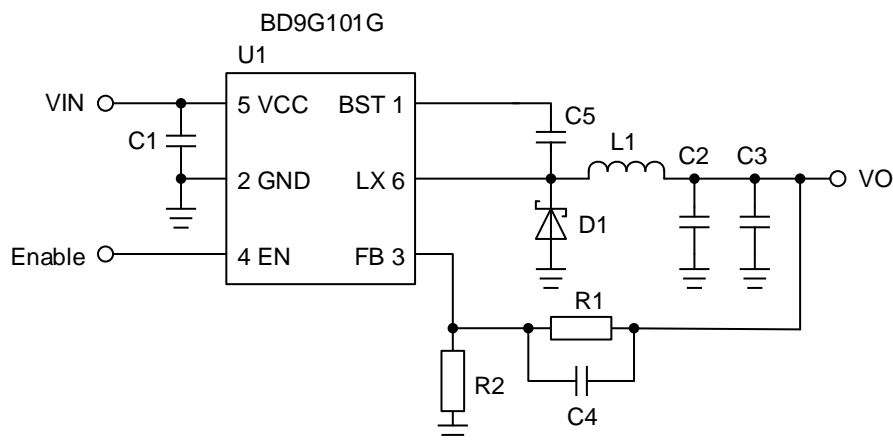 BD9G101G
U1
VIN
5 VCC
BST 1
C1
C5
L1
C2
C3
2 GND
LX 6
VO
D1
Enable
4 EN
FB 3
R1
R2
C4